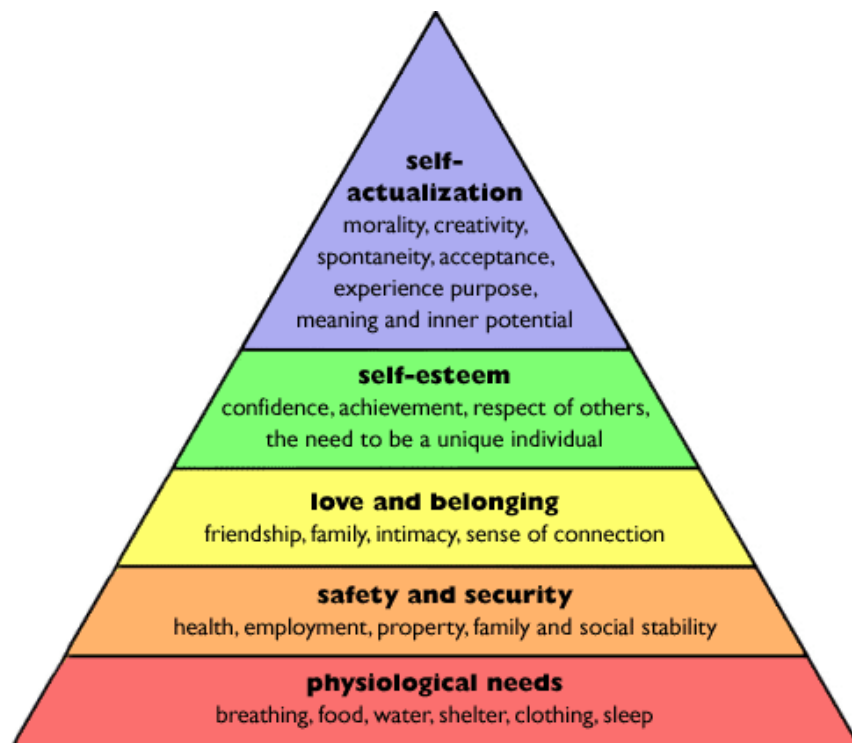 self-
actualization
morality, creativity,
spontaneity, acceptance,
experience purpose,
meaning and inner potential
self-esteem
confidence, achievement, respect of others,
the need to be a unique individual
love and belonging
friendship, family, intimacy, sense of connection
safety and security
health, employment, property, family and social stability
physiological needs
breathing, food, water, shelter, clothing, sleep